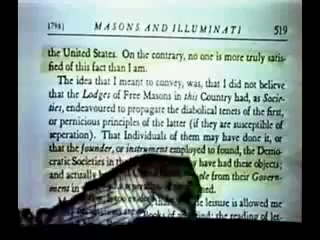 1798] MASONS AND ILLUMINATI 519
the United States. On the contrary, no one is more truly satis-
fied of this fact than I am.
The idea that I meant to convey, was, that I did not believe
that the Lodges of Free Masons in this Country had, as Socie-
ties, endeavoured to propagate the diabolical tenets of the first,
or pernicious principles of the latter (if they are susceptible of
seperation). That Individuals of them may have done it, or
that the founder, or instrument employed to found, the Demo-
cratic Societies in the have had these objects;
and actually from their Govern-
ment in
leisure is allowed me
the reading of let-